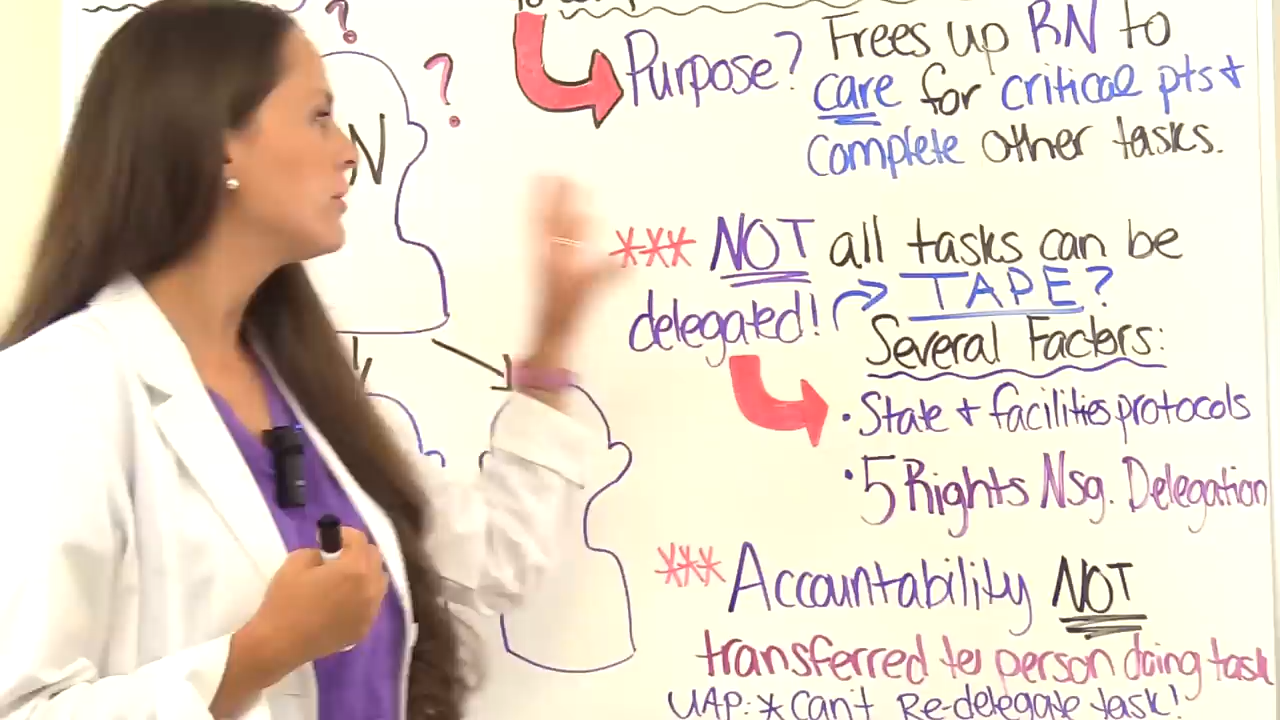 ?
?
N
Purpose? Frees up RN to
care for critical pts +
complete other tasks.
*** NOT all tasks can be
delegated! TAPE?
Several Factors:
• State + facilities protocols
• 5 Rights Nsg. Delegation
*** Accountability NOT
transferred to person doing task
UAP: * Can't Re-delegate task!